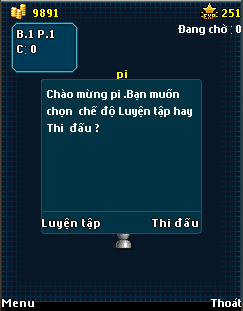 9891
EXP 251
B.1 P.1
C: 0
Đang chờ : 0
pi
Chào mừng pi .Bạn muốn
chọn chế độ Luyện tập hay
Thi đấu ?
Luyện tập Thi đấu
Menu Thoát